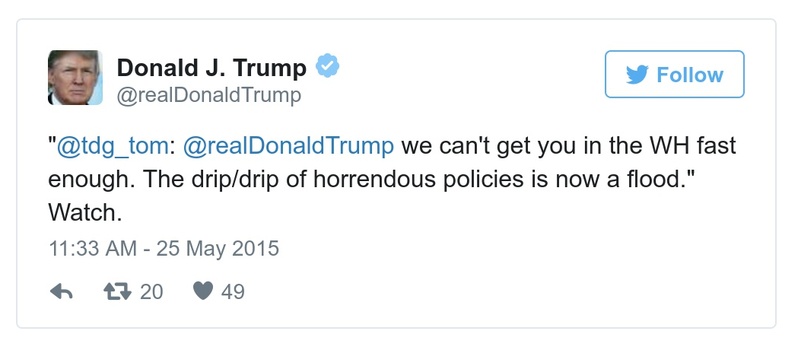 Donald J. Trump
Follow
@realDonaldTrump
"@tdg_tom: @realDonaldTrump we can't get you in the WH fast
enough. The drip/drip of horrendous policies is now a flood."
Watch.
11:33 AM - 25 May 2015
20 49